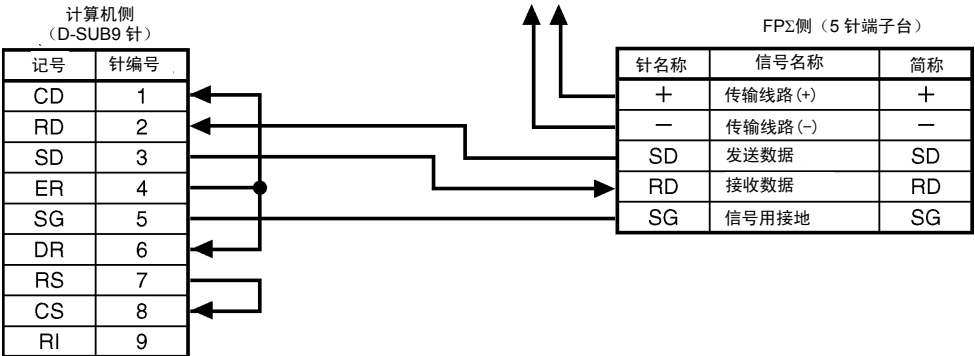 计算机侧
（D-SUB9 针）
记号 针编号
CD 1
RD 2
SD 3
ER 4
SG 5
DR 6
RS 7
CS 8
RI 9
FPΣ侧（5 针端子台）
针名称 信号名称 简称
+ 传输线路(+) +
− 传输线路(−) −
SD 发送数据 SD
RD 接收数据 RD
SG 信号用接地 SG